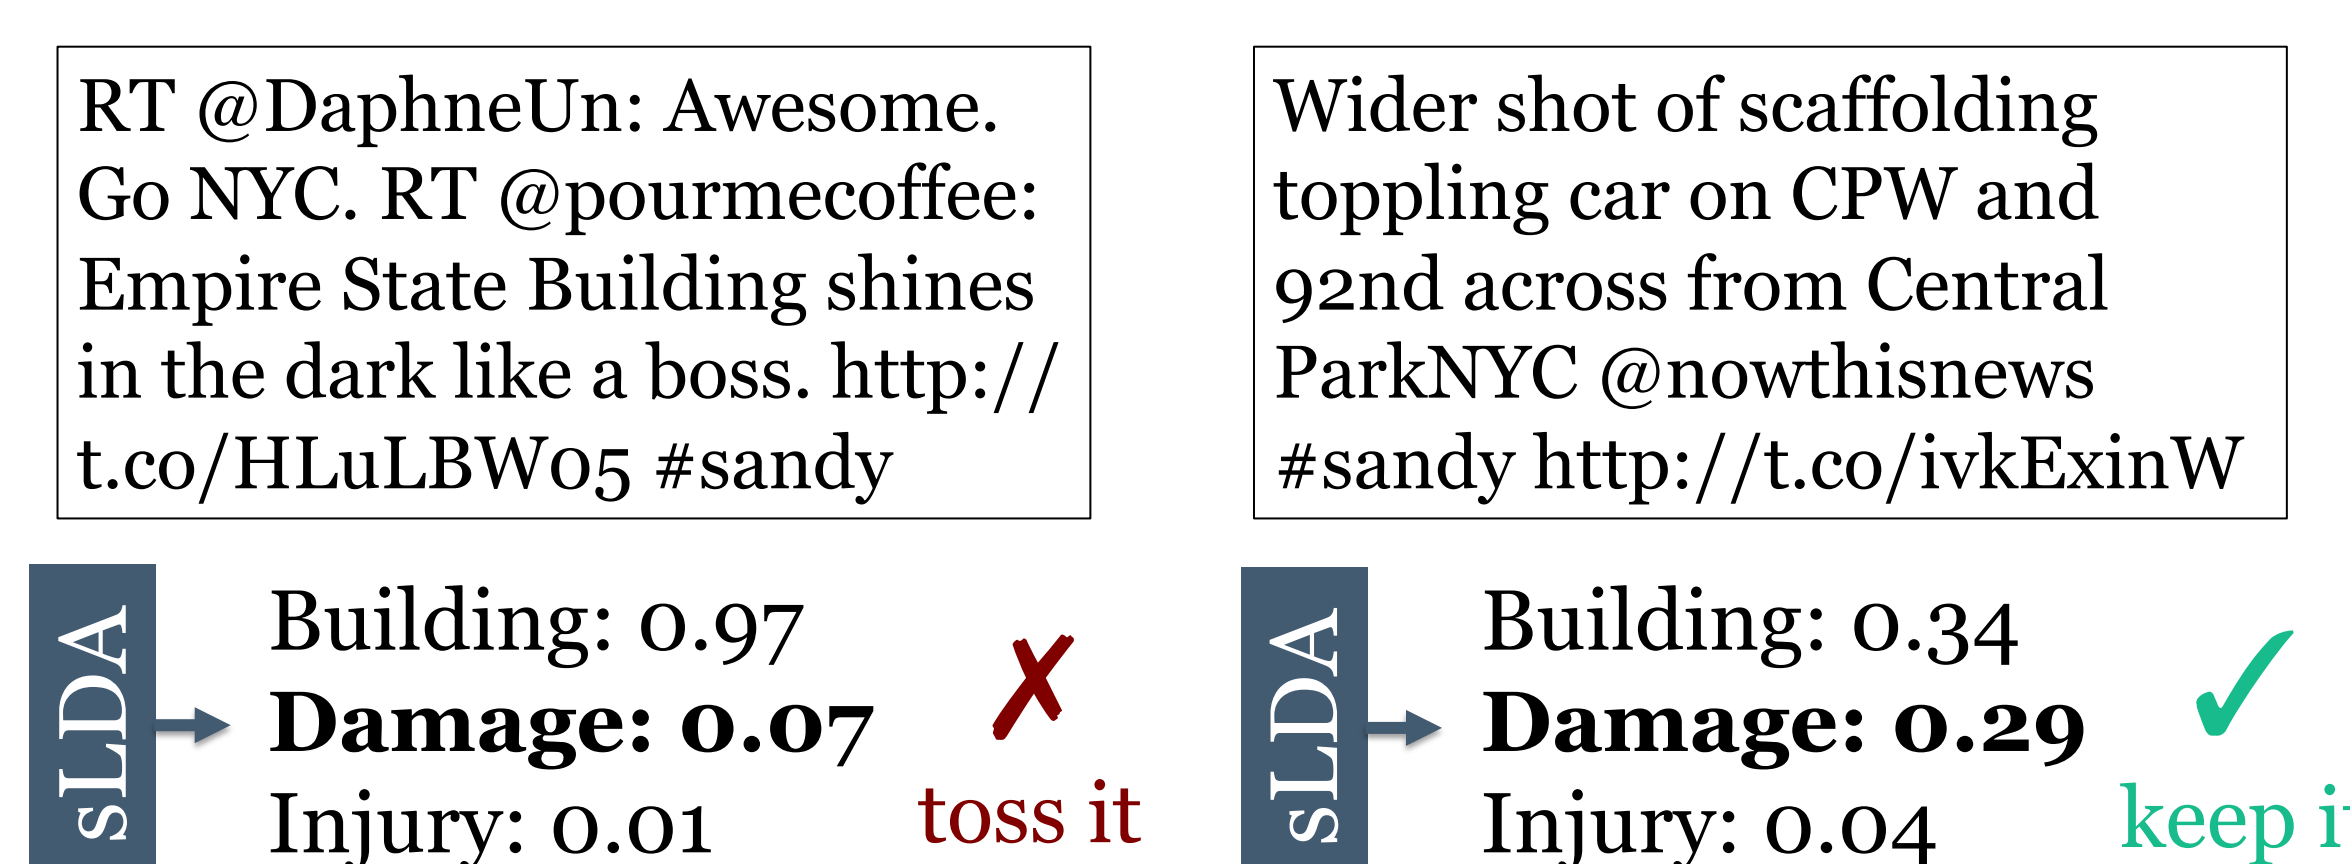 RT @DaphneUn: Awesome.
Go NYC. RT @pourmecoffee:
Empire State Building shines
in the dark like a boss. http://
t.co/HLuLBW05 #sandy
Wider shot of scaffolding
toppling car on CPW and
92nd across from Central
ParkNYC @nowthisnews
#sandy http://t.co/ivkExinW
sLDA
Building: 0.97
Damage: 0.07
Injury: 0.01
✗
toss it
sLDA
Building: 0.34
Damage: 0.29
Injury: 0.04
✓
keep it